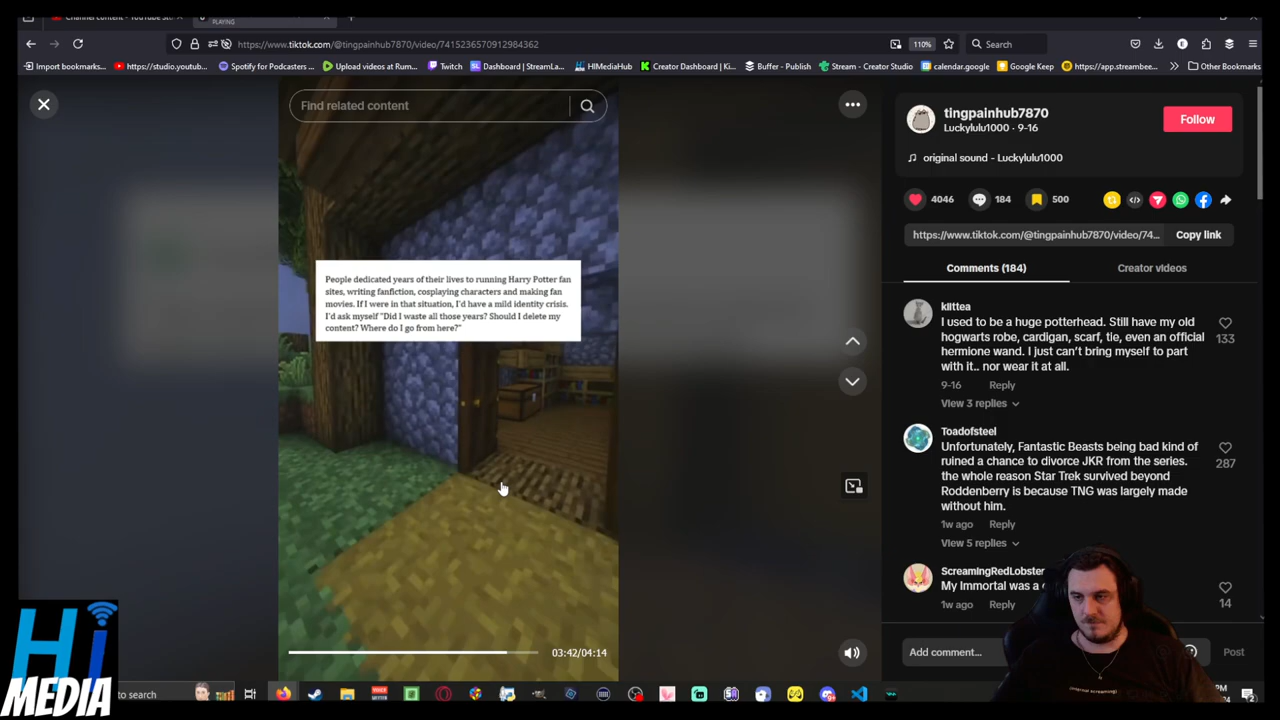 PLAYING
https://www.tiktok.com/@tingpainhub7870/video/7415236570912984362
110%
Search
Import bookmarks...
https://studio.youtub...
Spotify for Podcasters ...
Upload videos at Rum...
Twitch
Dashboard | StreamLa...
HIMediaHub
Creator Dashboard | Ki...
Buffer - Publish
Stream - Creator Studio
calendar.google
Google Keep
https://app.streambee...
Other Bookmarks
Find related content
People dedicated years of their lives to running Harry Potter fan
sites, writing fanfiction, cosplaying characters and making fan
movies. If I were in that situation, I'd have a mild identity crisis.
I'd ask myself "Did I waste all those years? Should I delete my
content? Where do I go from here?"
03:42/04:14
tingpainhub7870
Luckylulu1000 · 9-16
Follow
original sound - Luckylulu1000
4046
184
500
https://www.tiktok.com/@tingpainhub7870/video/74...
Copy link
Comments (184)
Creator videos
kIttea
I used to be a huge potterhead. Still have my old
hogwarts robe, cardigan, scarf, tie, even an official
hermione wand. I just can't bring myself to part
with it.. nor wear it at all.
133
9-16 Reply
View 3 replies
Toadofsteel
Unfortunately, Fantastic Beasts being bad kind of
ruined a chance to divorce JKR from the series.
the whole reason Star Trek survived beyond
Roddenberry is because TNG was largely made
without him.
287
1w ago Reply
View 5 replies
ScreamingRedLobster
My Immortal was a
14
1w ago Reply
Add comment...
Post
Hi
MEDIA
to search